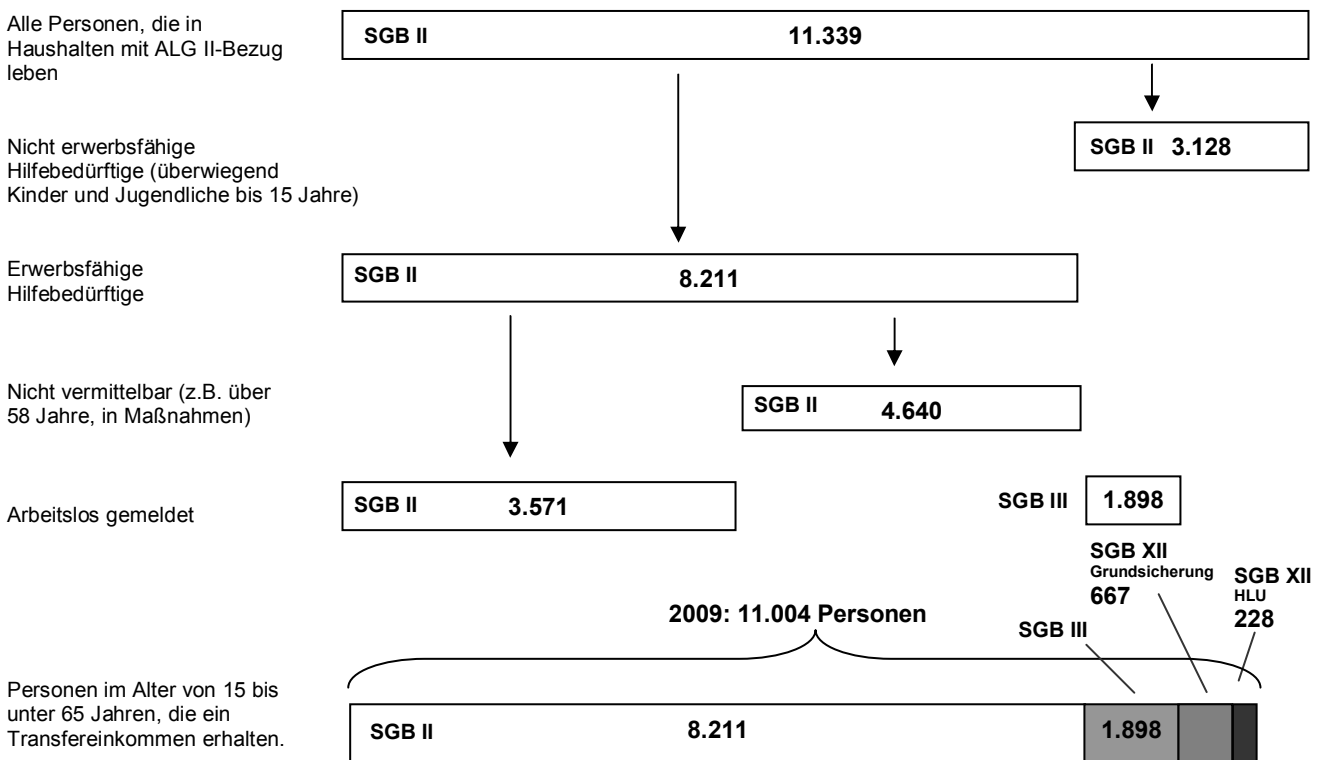 Alle Personen, die in
Haushalten mit ALG II-Bezug
leben
SGB II 11.339
Nicht erwerbsfähige
Hilfebedürftige (überwiegend
Kinder und Jugendliche bis 15 Jahre)
SGB II 3.128
Erwerbsfähige
Hilfebedürftige
SGB II 8.211
Nicht vermittelbar (z.B. über
58 Jahre, in Maßnahmen)
SGB II 4.640
Arbeitslos gemeldet
SGB II 3.571
SGB III 1.898
SGB XII
Grundsicherung
667
SGB XII
HLU
228
2009: 11.004 Personen
SGB III
Personen im Alter von 15 bis
unter 65 Jahren, die ein
Transfereinkommen erhalten.
SGB II 8.211 1.898